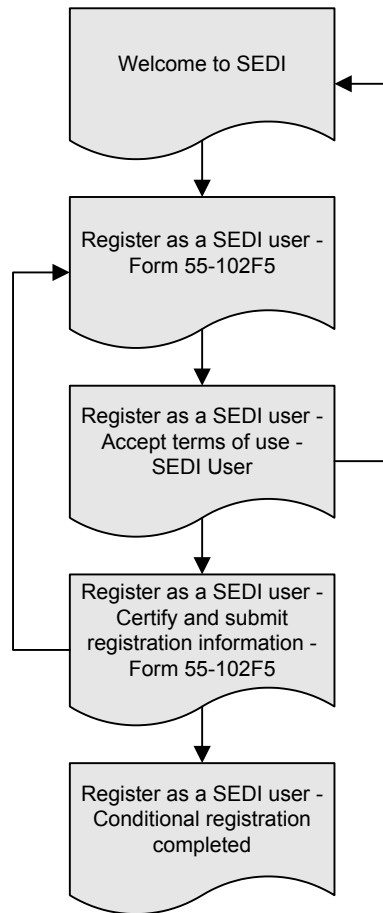 Welcome to SEDI
Register as a SEDI user -
Form 55-102F5
Register as a SEDI user -
Accept terms of use -
SEDI User
Register as a SEDI user -
Certify and submit
registration information -
Form 55-102F5
Register as a SEDI user -
Conditional registration
completed